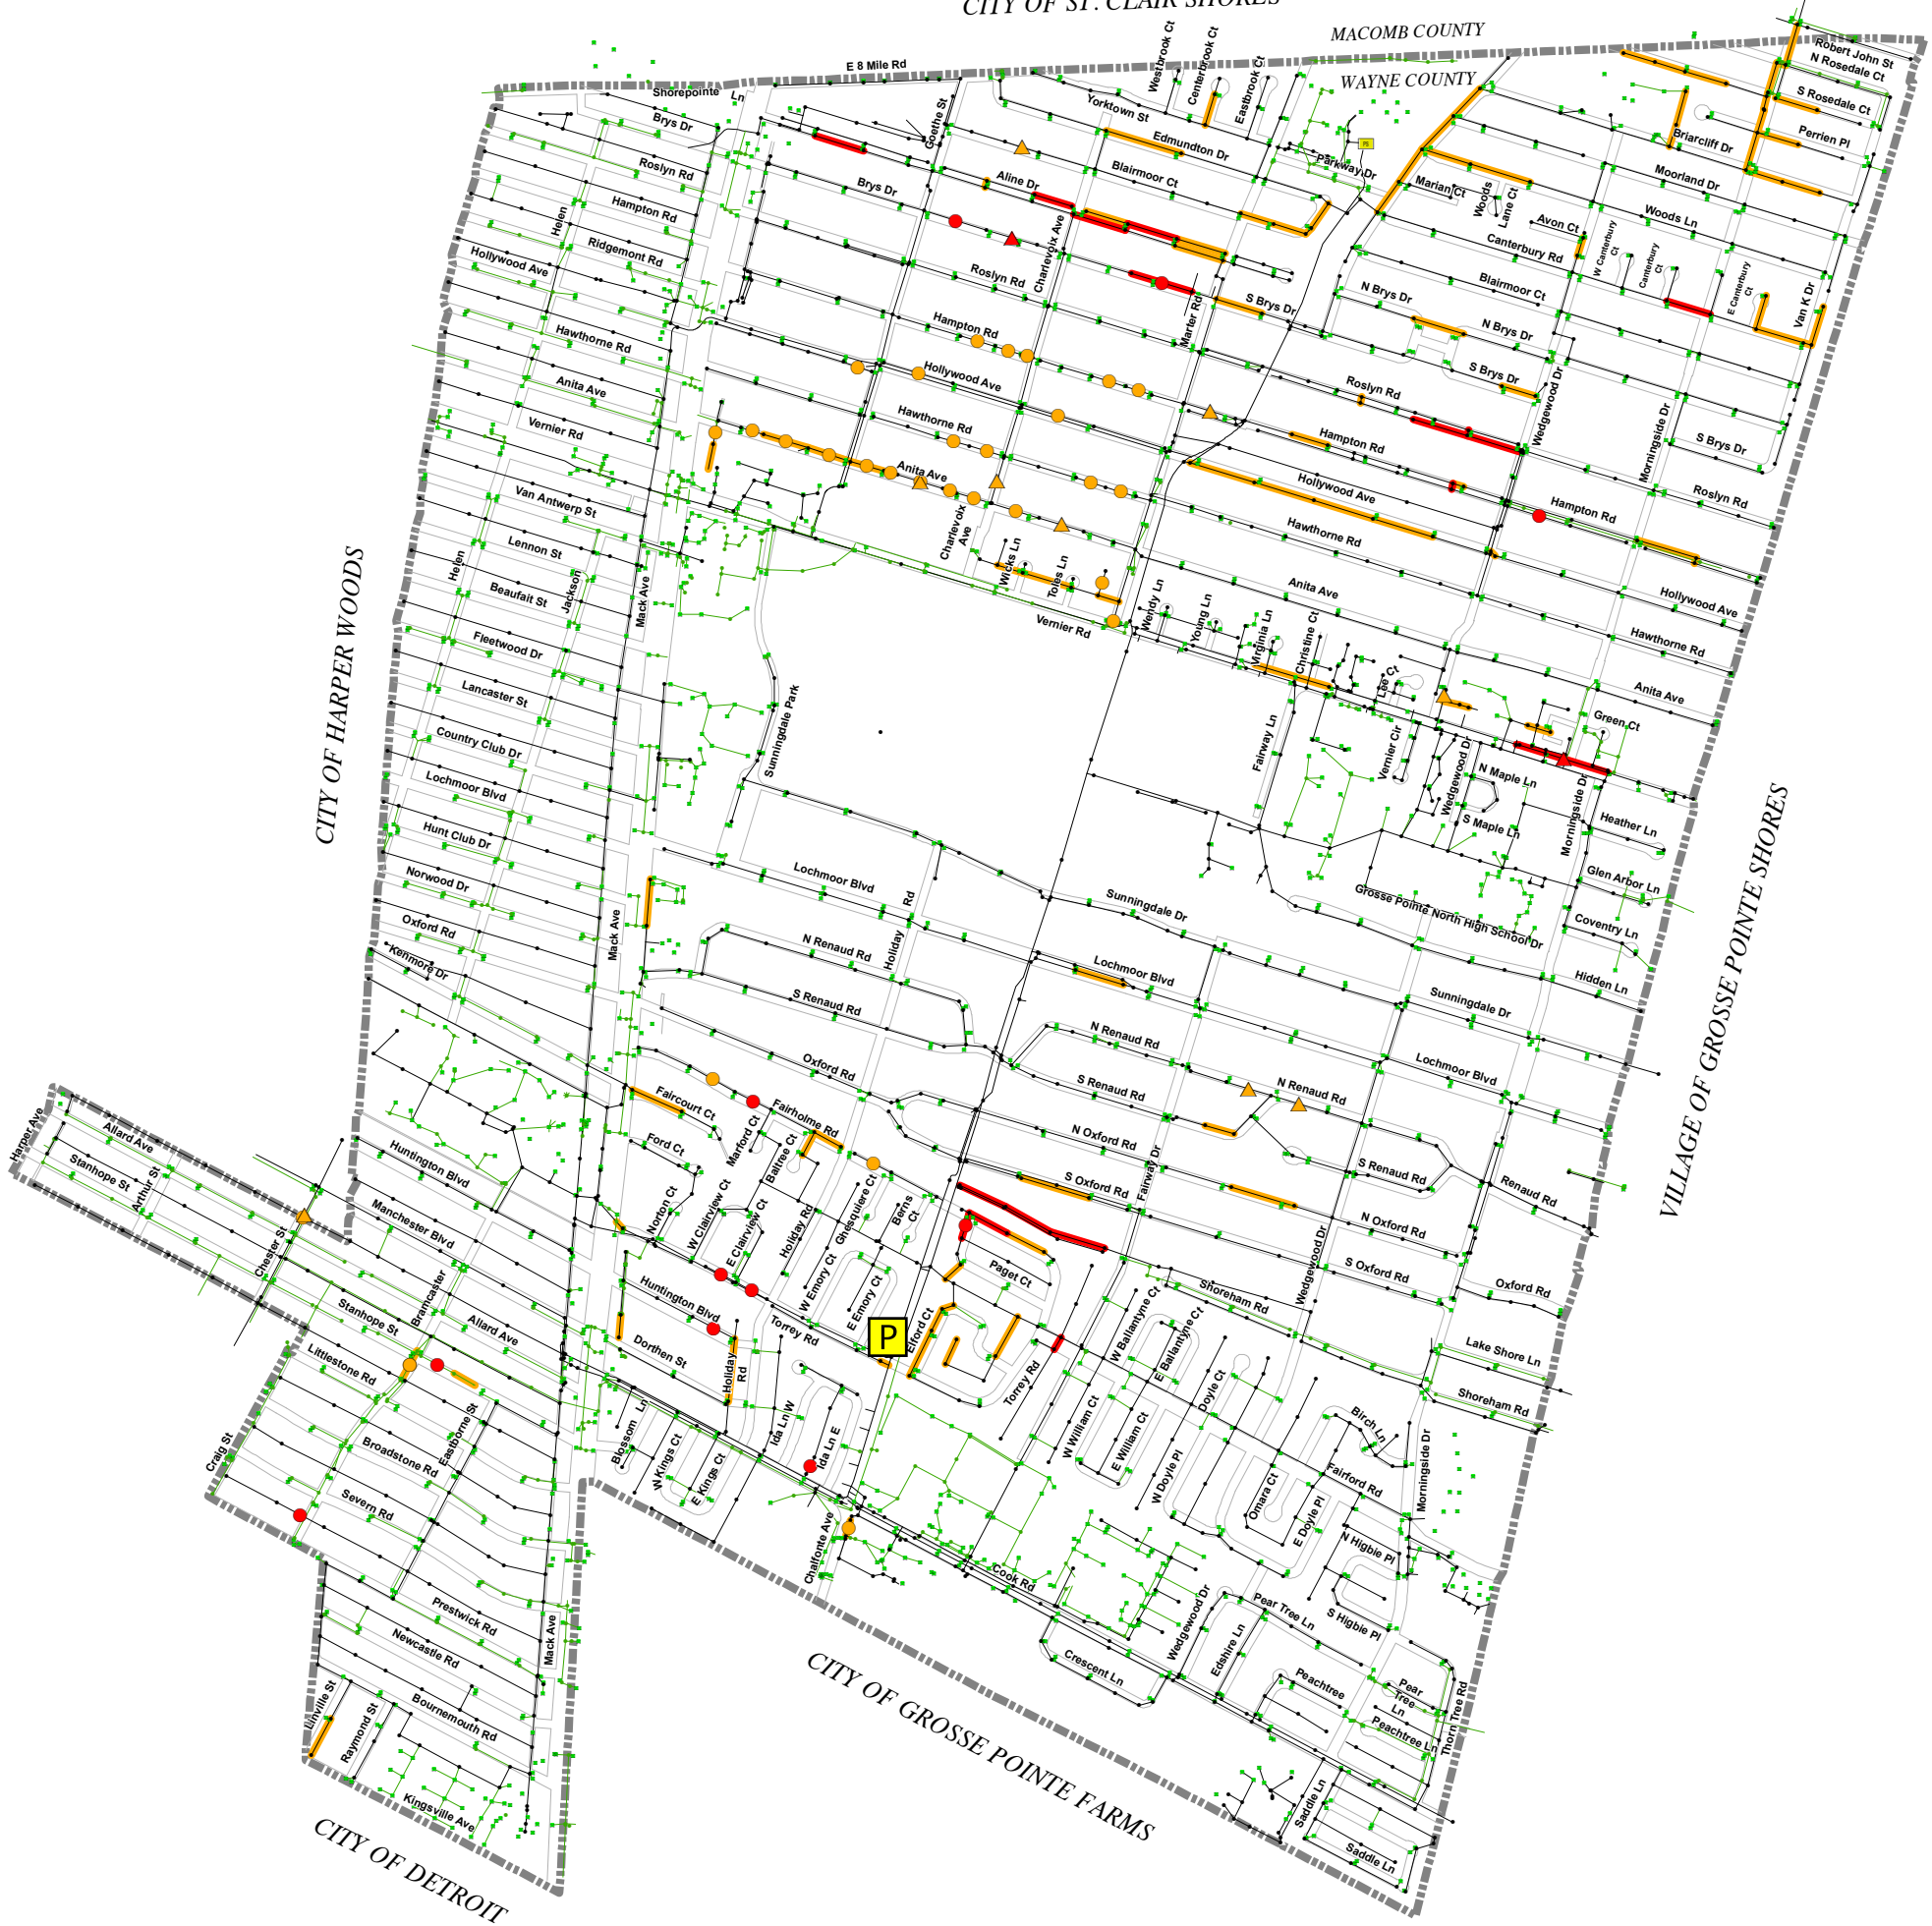 CITY OF ST. CLAIR SHORES
MACOMB COUNTY
WAYNE COUNTY
E 8 Mile Rd
Robert John St
N Rosedale Ct
S Rosedale Ct
Perrien Pl
Briarcliff Dr
Moorland Dr
Woods Ln
Shorepointe Ln
Brys Dr
Goethe St
Yorktown St
Westbrook Ct
Centerbrook Ct
Eastbrook Ct
Edmundton Dr
Parkway Dr
PS
Marian Ct
Woods
Lane Ct
Avon Ct
Canterbury Rd
W Canterbury
Ct
Canterbury
Ct
E Canterbury
Ct
Van K Dr
Roslyn Rd
Hampton Rd
Helen
Ridgemont Rd
Hollywood Ave
Brys Dr
Aline Dr
Blairmoor Ct
Charlevoix Ave
Roslyn Rd
Marter Rd
S Brys Dr
N Brys Dr
Blairmoor Ct
N Brys Dr
S Brys Dr
Wedgewood Dr
Morningside Dr
S Brys Dr
Hawthorne Rd
Anita Ave
Vernier Rd
Hampton Rd
Hollywood Ave
Hawthorne Rd
Anita Ave
Roslyn Rd
Hampton Rd
Hollywood Ave
Hawthorne Rd
Roslyn Rd
Hampton Rd
Hollywood Ave
Hawthorne Rd
Anita Ave
Anita Ave
Van Antwerp St
Lennon St
Helen
Jackson
Beaufait St
Mack Ave
Fleetwood Dr
Lancaster St
Country Club Dr
Lochmoor Blvd
Hunt Club Dr
Norwood Dr
Oxford Rd
Kenmore Dr
CITY OF HARPER WOODS
Charlevoix
Ave
Wicks Ln
Toles Ln
Vernier Rd
Wendy Ln
Young Ln
Virginia Ln
Christine Ct
Lee Ct
Green Ct
Fairway Ln
Vernier Cir
Wedgewood Dr
N Maple Ln
S Maple Ln
Morningside Dr
Heather Ln
Glen Arbor Ln
Coventry Ln
Hidden Ln
Grosse Pointe North High School Dr
VILLAGE OF GROSSE POINTE SHORES
Sunningdale Park
Mack Ave
Lochmoor Blvd
Holiday Rd
Sunningdale Dr
N Renaud Rd
S Renaud Rd
Lochmoor Blvd
Sunningdale Dr
N Renaud Rd
S Renaud Rd
N Renaud Rd
Lochmoor Blvd
S Renaud Rd
Renaud Rd
Oxford Rd
N Oxford Rd
S Oxford Rd
Fairway Dr
N Oxford Rd
S Oxford Rd
Oxford Rd
Wedgewood Dr
Harper Ave
Allard Ave
Stanhope St
Arthur St
Chester St
Huntington Blvd
Manchester Blvd
Bramcaster
Stanhope St
Allard Ave
Littlestone Rd
Craig St
Broadstone Rd
Eastborne St
Severn Rd
Prestwick Rd
Newcastle Rd
Bournemouth Rd
Linville St
Raymond St
Kingsville Ave
Mack Ave
CITY OF DETROIT
Faircourt Ct
Ford Ct
Fairholme Rd
Marford Ct
Baltree Ct
Norton Ct
W Clairview Ct
E Clairview Ct
Holiday Rd
Ghesquiere Ct
Berns
Ct
W Emory Ct
E Emory Ct
Huntington Blvd
Dorthen St
Holiday
Rd
Torrey Rd
P
Elford Ct
Paget Ct
Torrey Rd
Shoreham Rd
W Ballantyne Ct
E Ballantyne Ct
W William Ct
E William Ct
Doyle Ct
W Doyle Pl
Omara Ct
E Doyle Pl
Birch Ln
Fairford Rd
Morningside Dr
Lake Shore Ln
Shoreham Rd
Blossom Ln
W Kings Ct
E Kings Ct
Ida Ln W
Ida Ln E
Chalfonte Ave
Cook Rd
Crescent Ln
Wedgewood Dr
Edshire Ln
N Higbie Pl
S Higbie Pl
Pear Tree Ln
Peachtree
Pear
Tree
Ln
Peachtree Ln
Thorn Tree Rd
Saddle Ln
Saddle Ln
CITY OF GROSSE POINTE FARMS